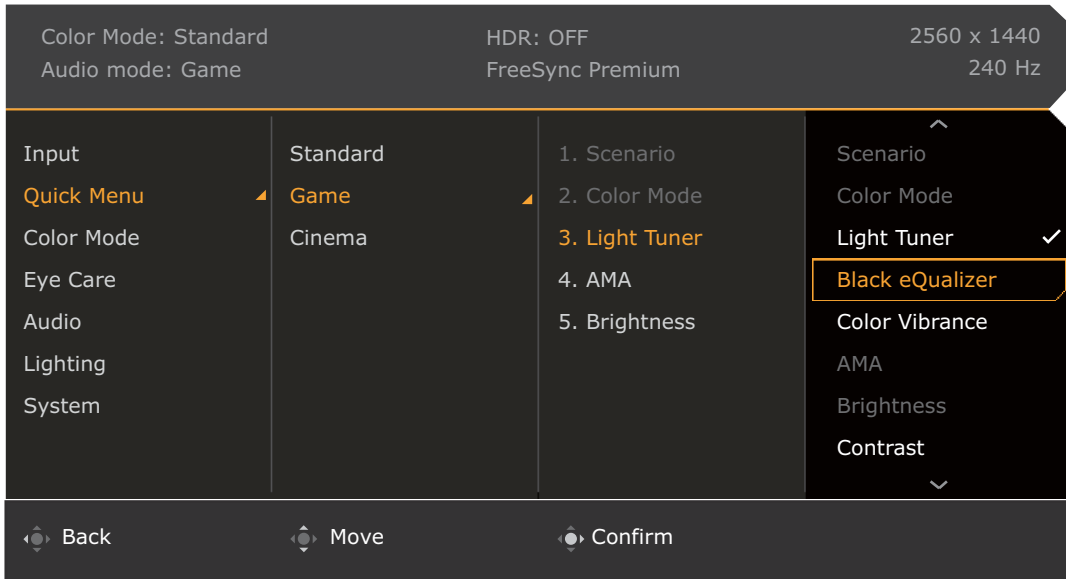 Color Mode: Standard
Audio mode: Game
HDR: OFF
FreeSync Premium
2560 x 1440
240 Hz
Input
Quick Menu
Color Mode
Eye Care
Audio
Lighting
System
Standard
Game
Cinema
1. Scenario
2. Color Mode
3. Light Tuner
4. AMA
5. Brightness
Scenario
Color Mode
Light Tuner
Black eQualizer
Color Vibrance
AMA
Brightness
Contrast
Back
Move
Confirm